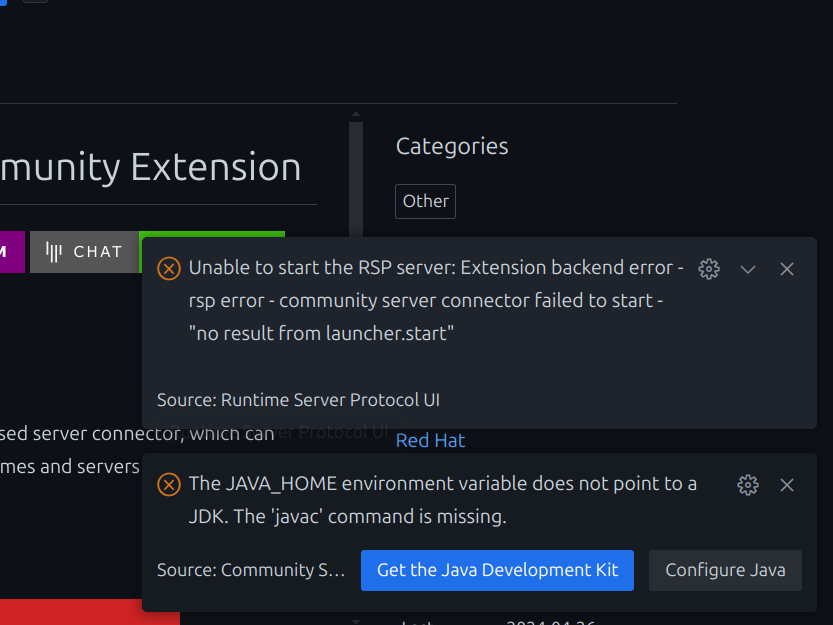 munity Extension
Categories
Other
M
CHAT
Unable to start the RSP server: Extension backend error -
rsp error - community server connector failed to start -
"no result from launcher.start"
Source: Runtime Server Protocol UI
sed server connector, which can
Red Hat
mes and servers
The JAVA_HOME environment variable does not point to a
JDK. The 'javac' command is missing.
Source: Community S...
Get the Java Development Kit
Configure Java